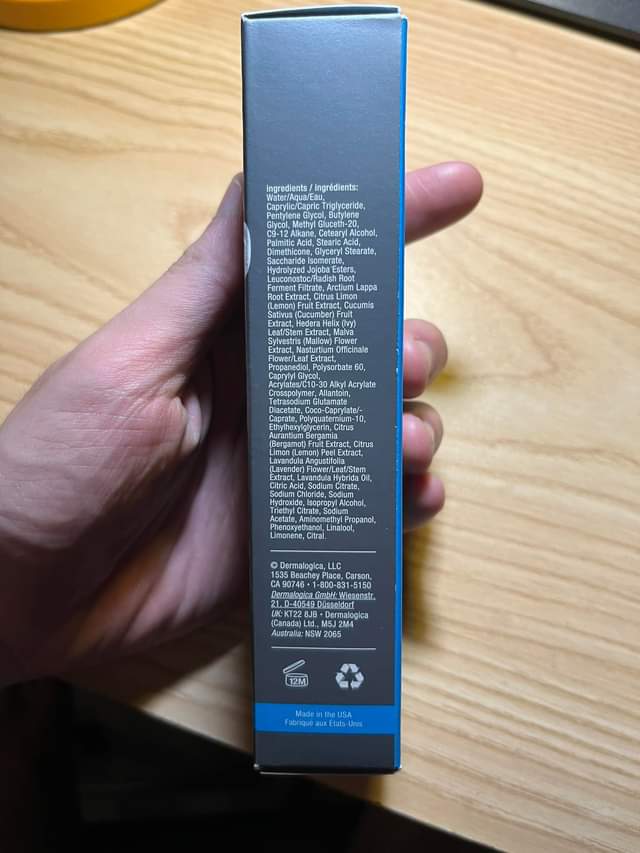 Ingredients / Ingrédients:
Water/Aqua/Eau,
Caprylic/Capric Triglyceride,
Pentylene Glycol, Butylene
Glycol, Methyl Gluceth-20,
C9-12 Alkane, Cetearyl Alcohol,
Palmitic Acid, Stearic Acid,
Dimethicone, Glyceryl Stearate,
Saccharide Isomerate,
Hydrolyzed Jojoba Esters,
Leuconostoc/Radish Root
Ferment Filtrate, Arctium Lappa
Root Extract, Citrus Limon
(Lemon) Fruit Extract, Cucumis
Sativus (Cucumber) Fruit
Extract, Hedera Helix (Ivy)
Leaf/Stem Extract, Malva
Sylvestris (Mallow) Flower
Extract, Nasturtium Officinale
Flower/Leaf Extract,
Propanediol, Polysorbate 60,
Caprylyl Glycol,
Acrylates/C10-30 Alkyl Acrylate
Crosspolymer, Allantoin,
Tetrasodium Glutamate
Diacetate, Coco-Caprylate/-
Caprate, Polyquaternium-10,
Ethylhexylglycerin, Citrus
Aurantium Bergamia
(Bergamot) Fruit Extract, Citrus
Limon (Lemon) Peel Extract,
Lavandula Angustifolia
(Lavender) Flower/Leaf/Stem
Extract, Lavandula Hybrida Oil,
Citric Acid, Sodium Citrate,
Sodium Chloride, Sodium
Hydroxide, Isopropyl Alcohol,
Triethyl Citrate, Sodium
Acetate, Aminomethyl Propanol,
Phenoxyethanol, Linalool,
Limonene, Citral.
© Dermalogica, LLC
1535 Beachey Place, Carson,
CA 90746 • 1-800-831-5150
Dermalogica GmbH: Wiesenstr.
21, D-40549 Düsseldorf
UK: KT22 8JB • Dermalogica
(Canada) Ltd., M5J 2M4
Australia: NSW 2065
12M
Made in the USA
Fabriqué aux États-Unis